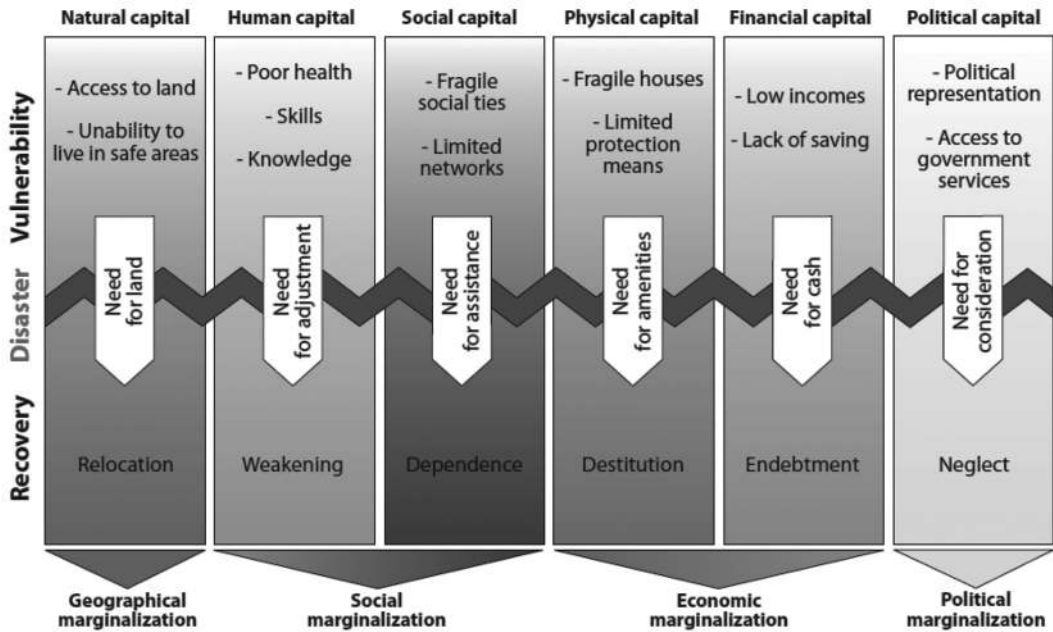 Natural capital
Human capital
Social capital
Physical capital
Financial capital
Political capital
Vulnerability
- Access to land
- Unability to
live in safe areas
- Poor health
- Skills
- Knowledge
- Fragile
social ties
- Limited
networks
- Fragile houses
- Limited
protection
means
- Low incomes
- Lack of saving
- Political
representation
- Access to
government
services
Disaster
Need
for land
Need
for adjustment
Need
for assistance
Need
for amenities
Need
for cash
Need for
consideration
Recovery
Relocation
Weakening
Dependence
Destitution
Endebtment
Neglect
Geographical
marginalization
Social
marginalization
Economic
marginalization
Political
marginalization